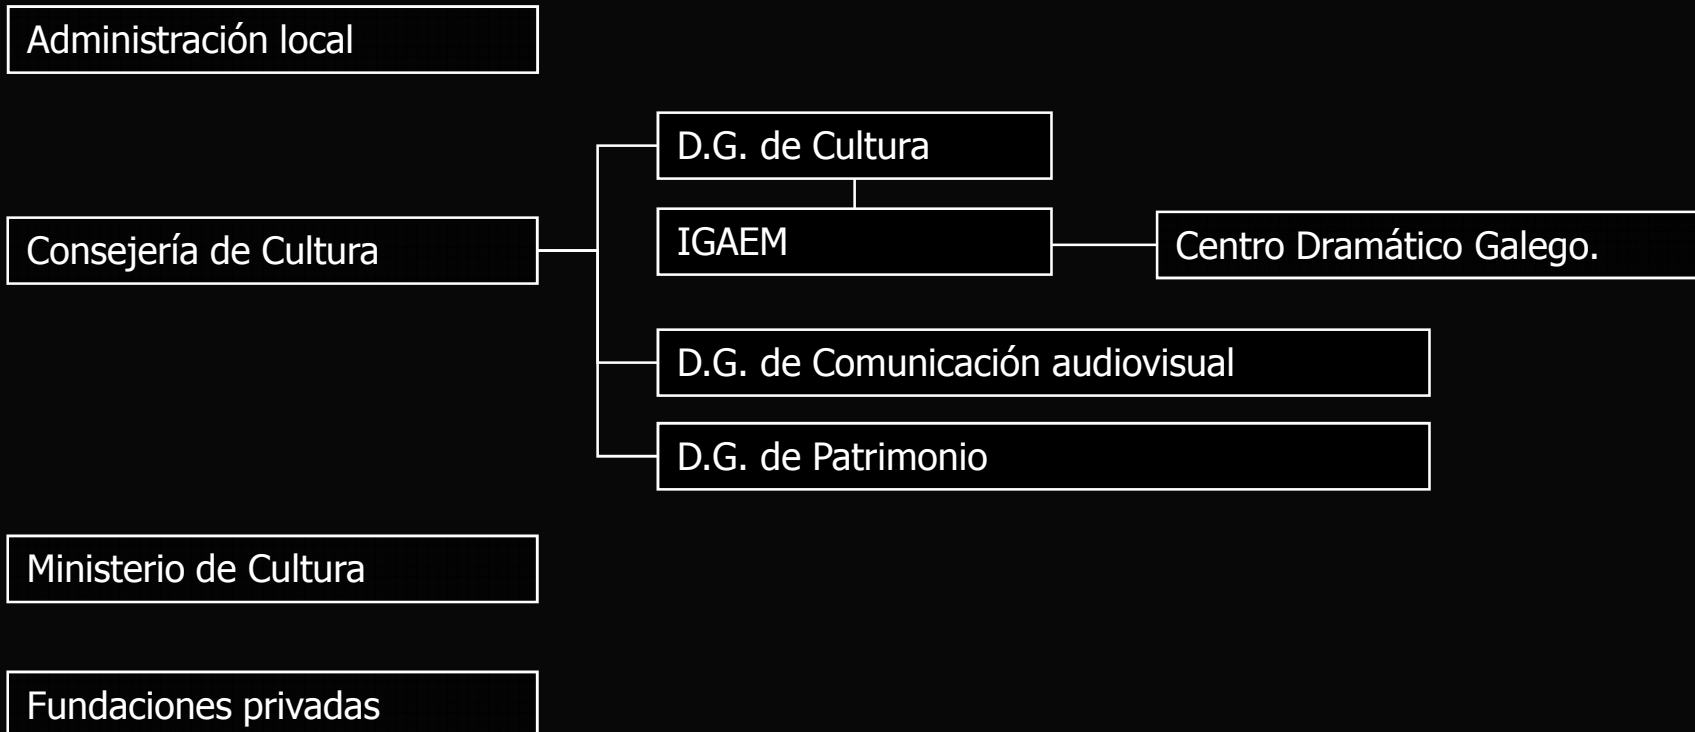 Administración local
D.G. de Cultura
Consejería de Cultura
IGAEM
Centro Dramático Galego.
D.G. de Comunicación audiovisual
D.G. de Patrimonio
Ministerio de Cultura
Fundaciones privadas